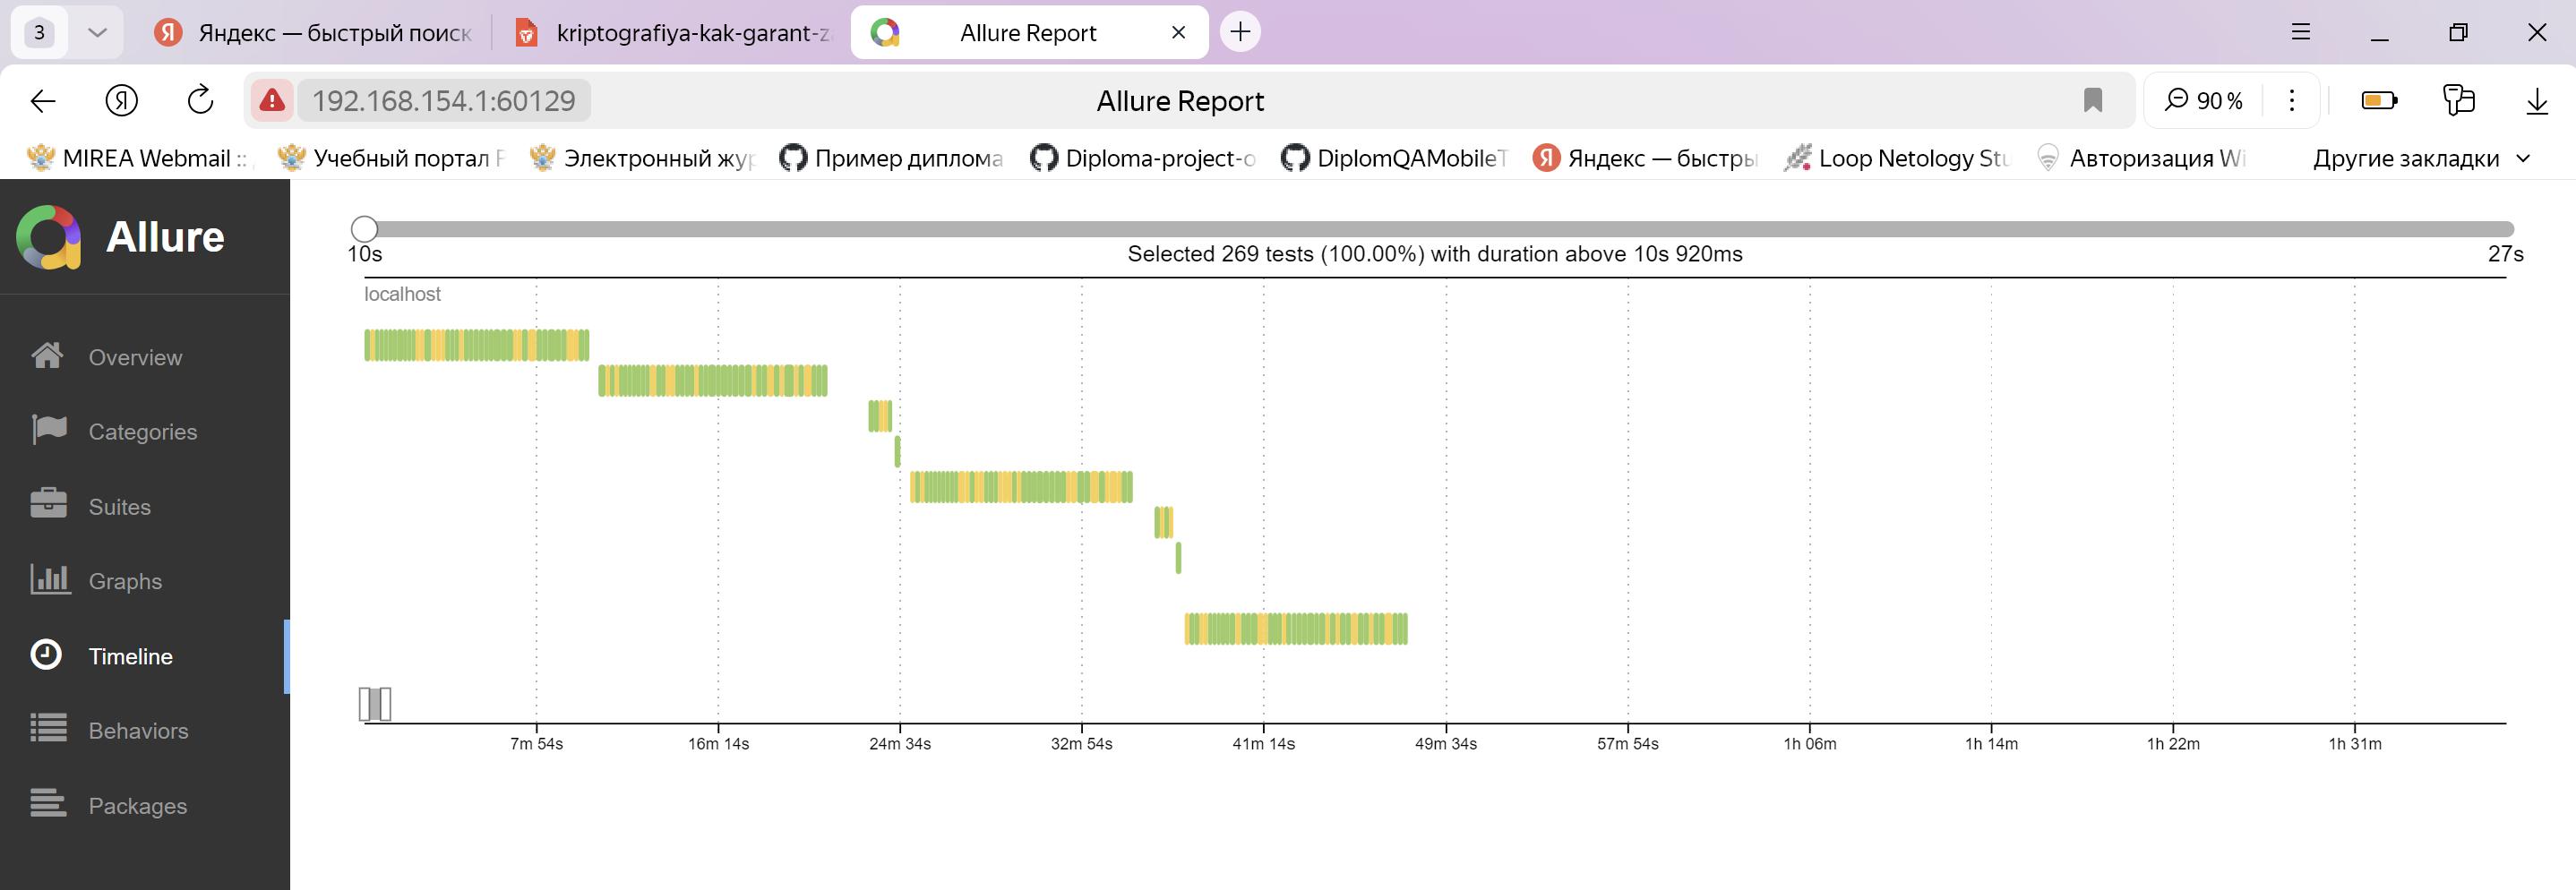 3
Яндекс — быстрый поиск
kriptografiya-kak-garant-z
Allure Report
192.168.154.1:60129
Allure Report
90 %
MIREA Webmail ::
Учебный портал
Электронный жур
Пример диплома
Diploma-project-o
DiplomQAMobileT
Яндекс — быстры
Loop Netology Stu
Авторизация Wi
Другие закладки
Allure
Overview
Categories
Suites
Graphs
Timeline
Behaviors
Packages
10s
Selected 269 tests (100.00%) with duration above 10s 920ms
27s
localhost
7m 54s
16m 14s
24m 34s
32m 54s
41m 14s
49m 34s
57m 54s
1h 06m
1h 14m
1h 22m
1h 31m